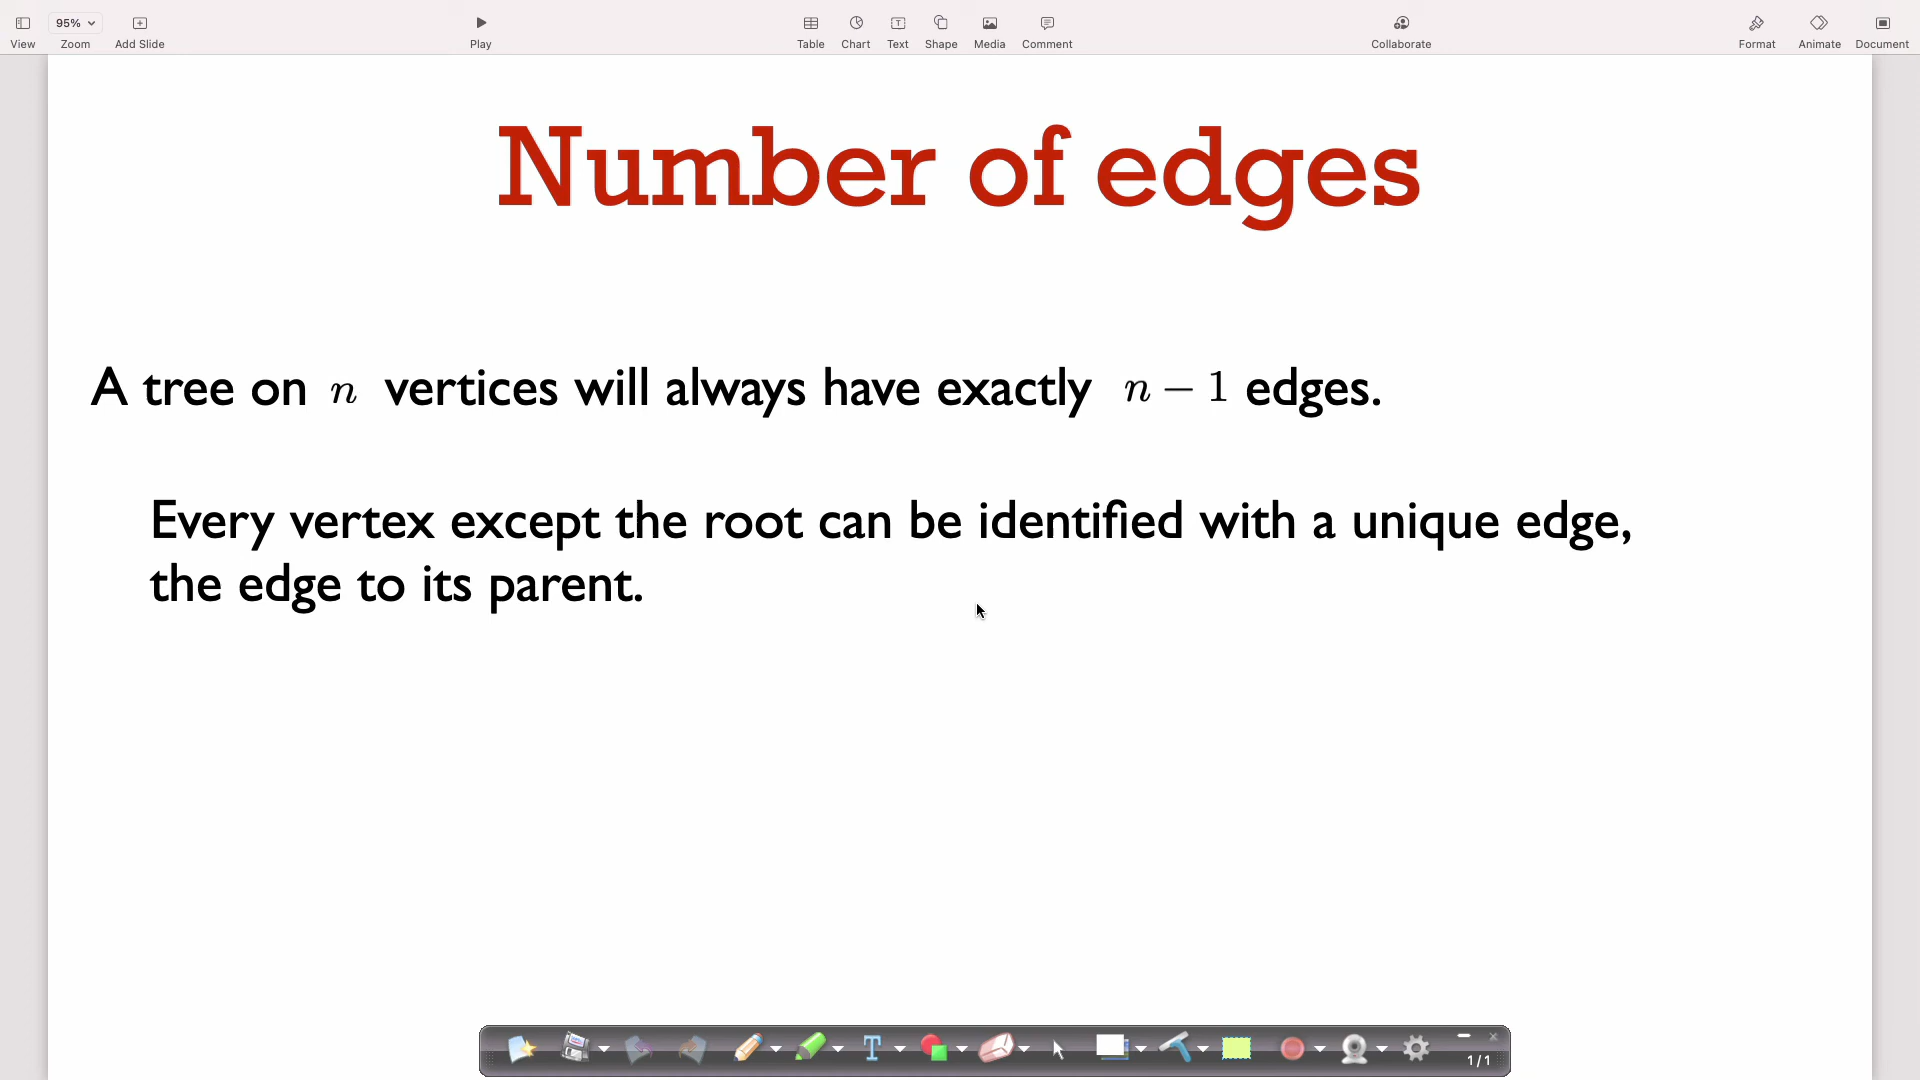 95%
View Zoom Add Slide Play Table Chart Text Shape Media Comment Collaborate Format Animate Document
Number of edges
A tree on n vertices will always have exactly n − 1 edges.
Every vertex except the root can be identified with a unique edge,
the edge to its parent.
T
1/1